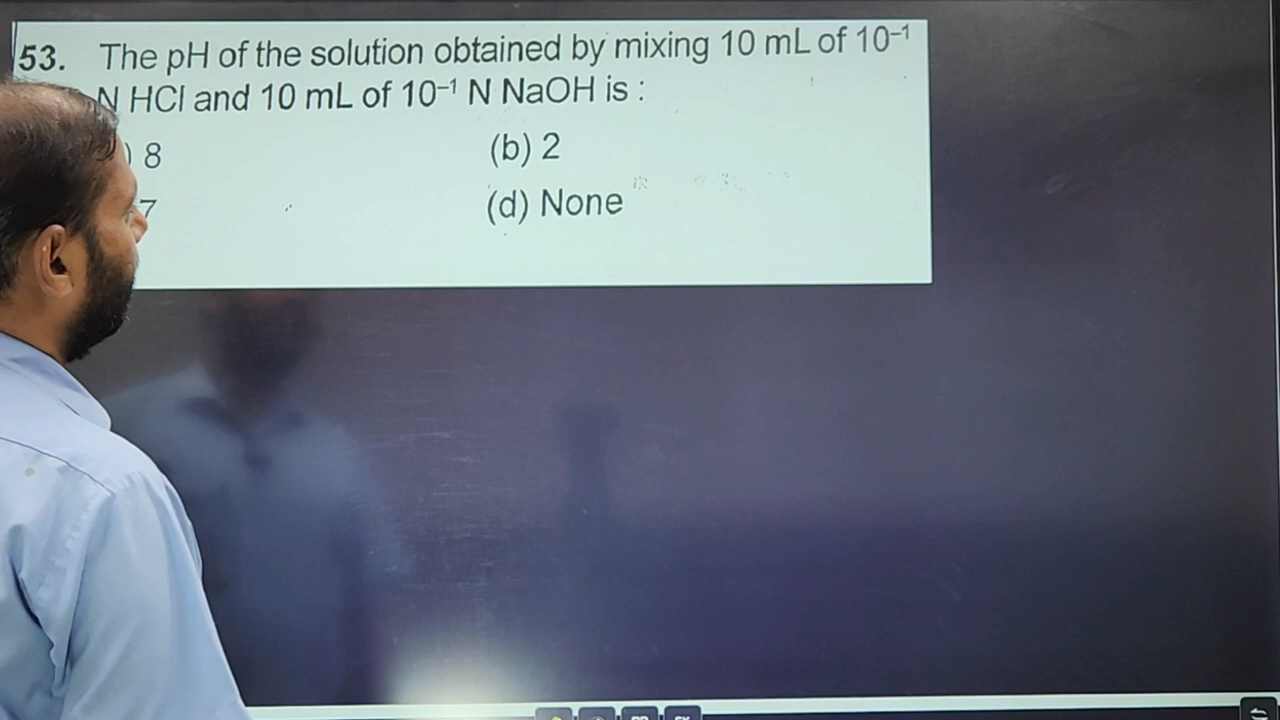 53. The pH of the solution obtained by mixing 10 mL of 10⁻¹
N HCl and 10 mL of 10⁻¹ N NaOH is :
) 8 (b) 2
7 (d) None